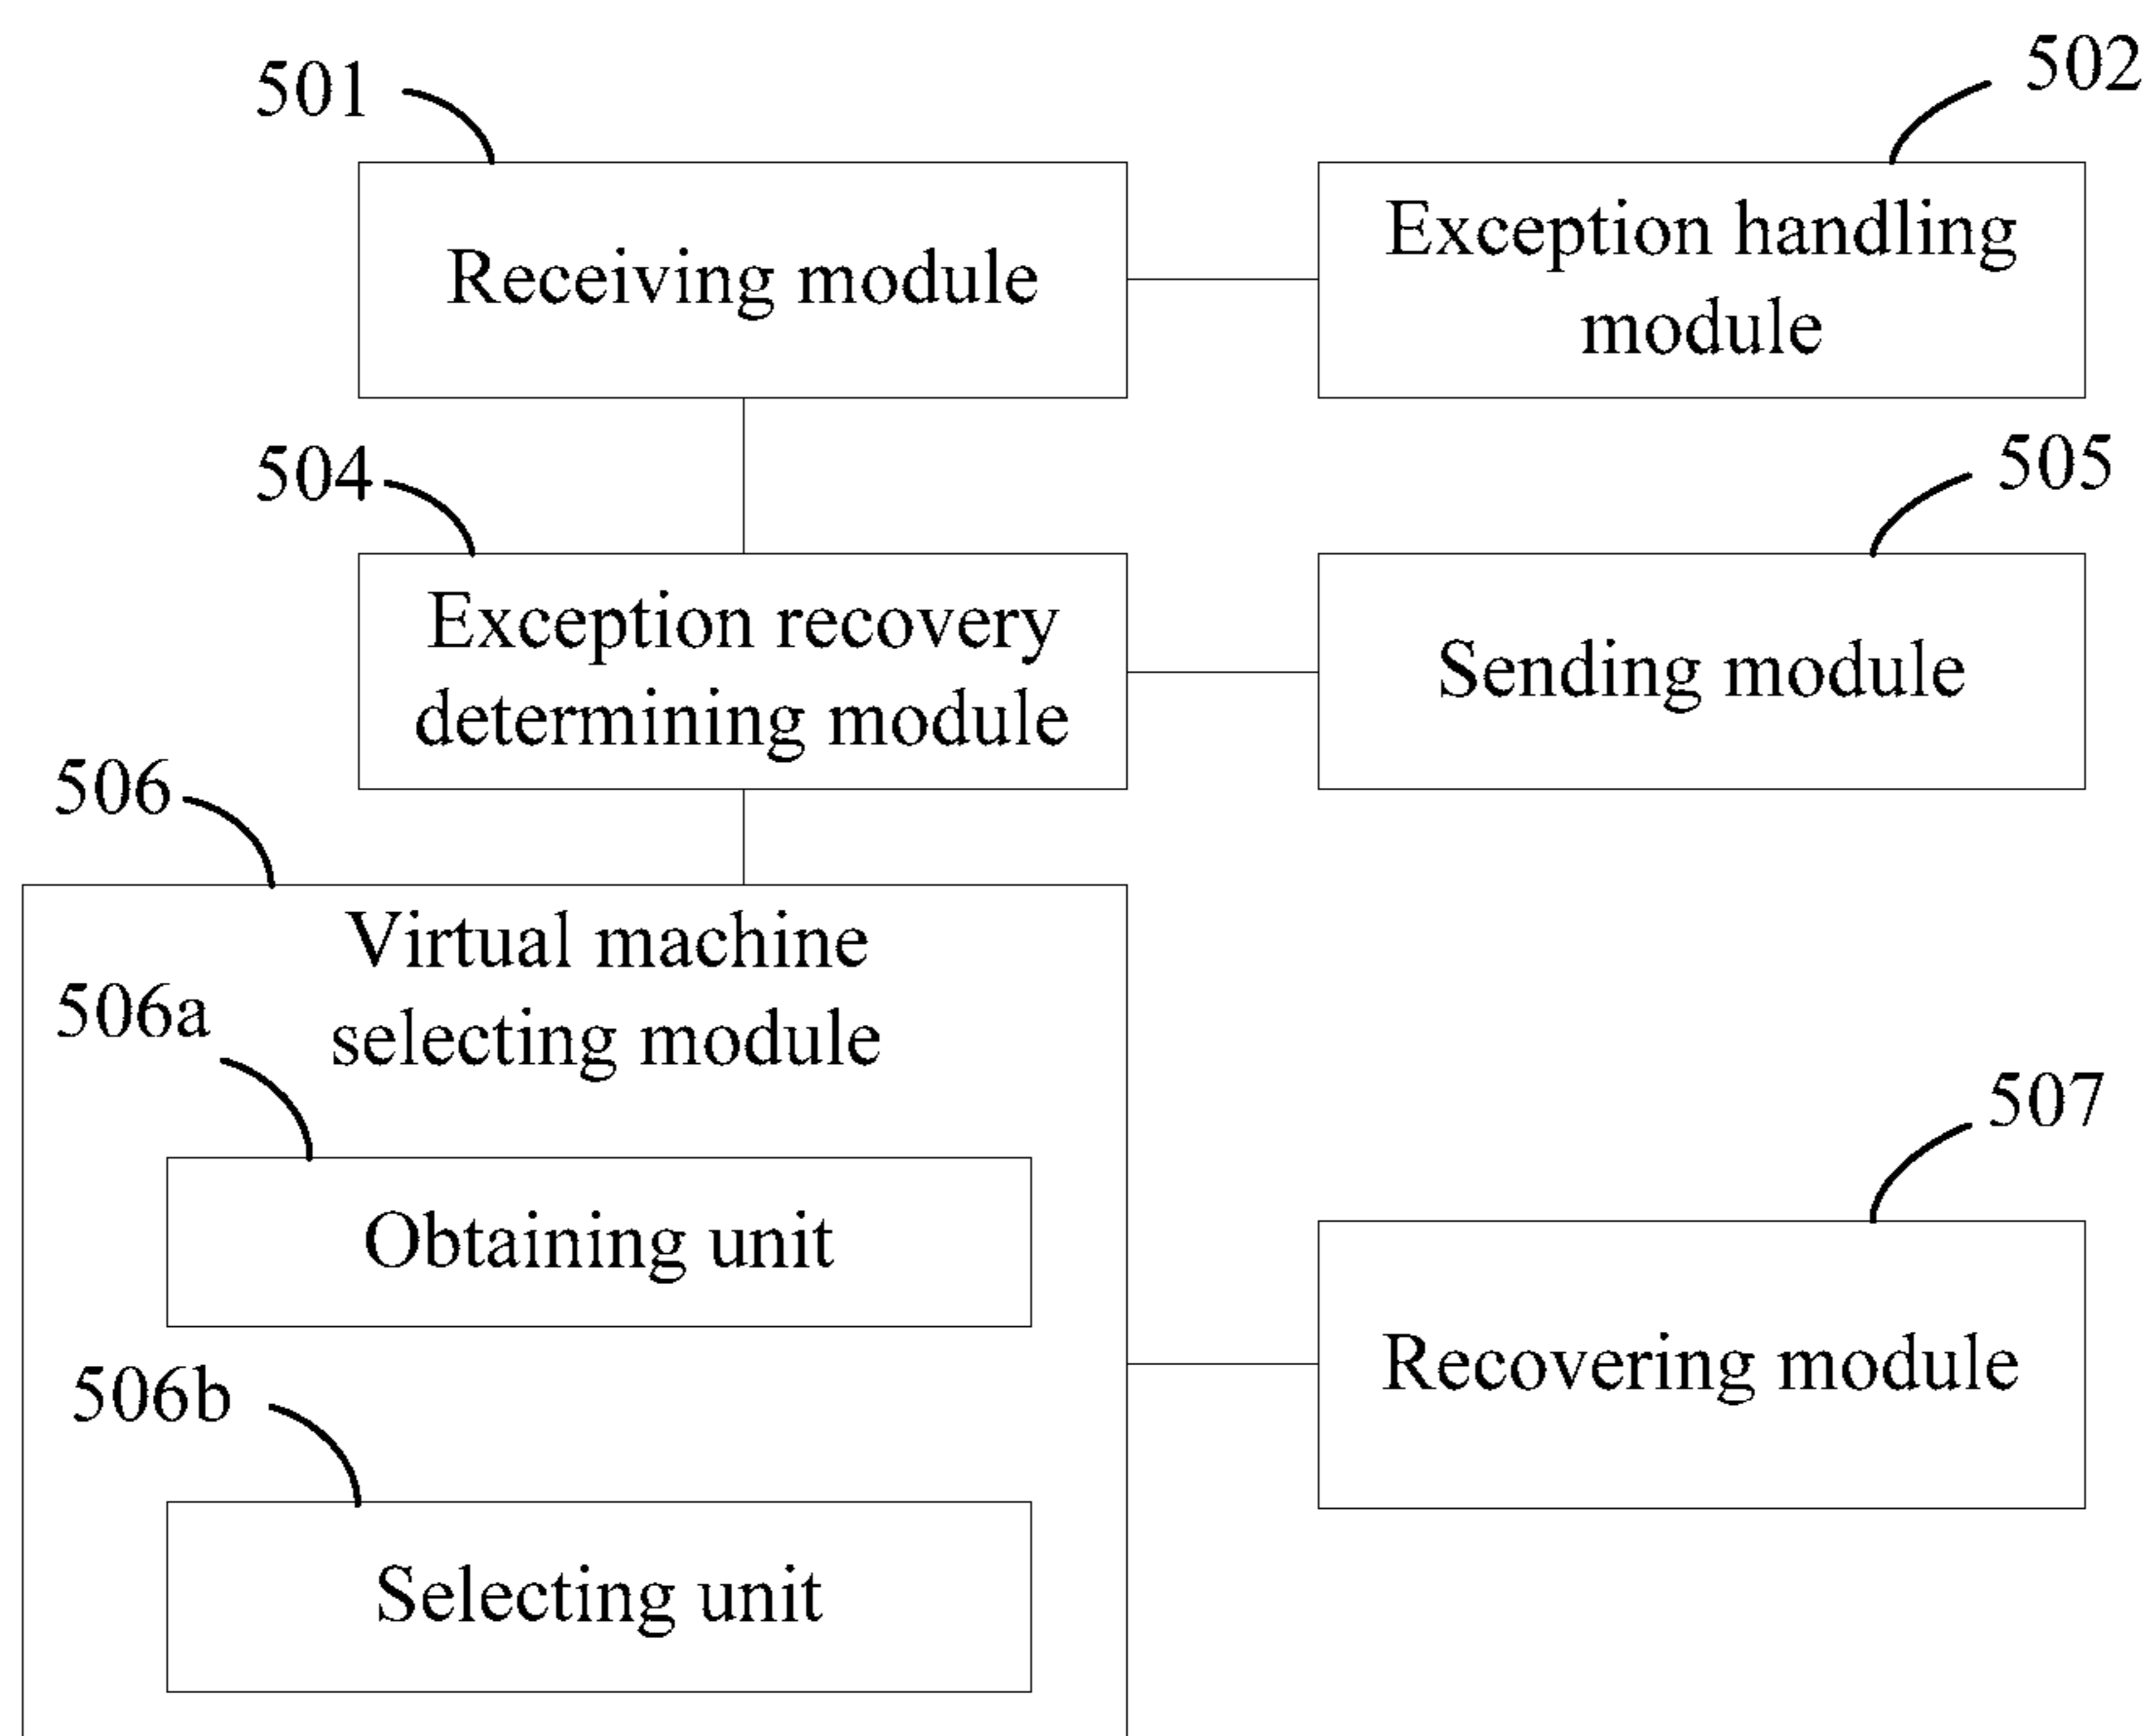 501
502
Receiving module
Exception handling
module
504
505
Exception recovery
determining module
Sending module
506
Virtual machine
selecting module
506a
507
Obtaining unit
Recovering module
506b
Selecting unit